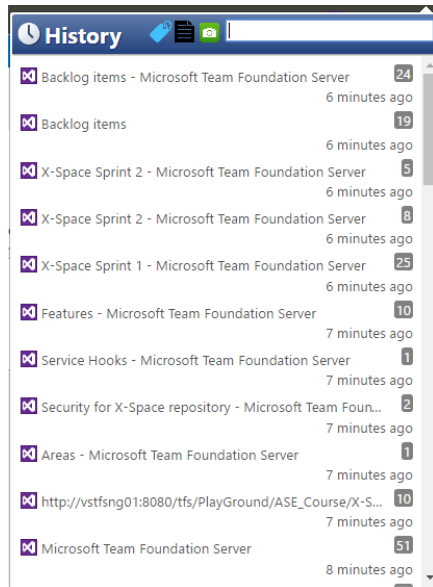 History
Backlog items - Microsoft Team Foundation Server 24
6 minutes ago
Backlog items 19
6 minutes ago
X-Space Sprint 2 - Microsoft Team Foundation Server 5
6 minutes ago
X-Space Sprint 2 - Microsoft Team Foundation Server 8
6 minutes ago
X-Space Sprint 1 - Microsoft Team Foundation Server 25
6 minutes ago
Features - Microsoft Team Foundation Server 10
7 minutes ago
Service Hooks - Microsoft Team Foundation Server 1
7 minutes ago
Security for X-Space repository - Microsoft Team Foun... 2
7 minutes ago
Areas - Microsoft Team Foundation Server 1
7 minutes ago
http://vstfsng01:8080/tfs/PlayGround/ASE_Course/X-S... 10
7 minutes ago
Microsoft Team Foundation Server 51
8 minutes ago